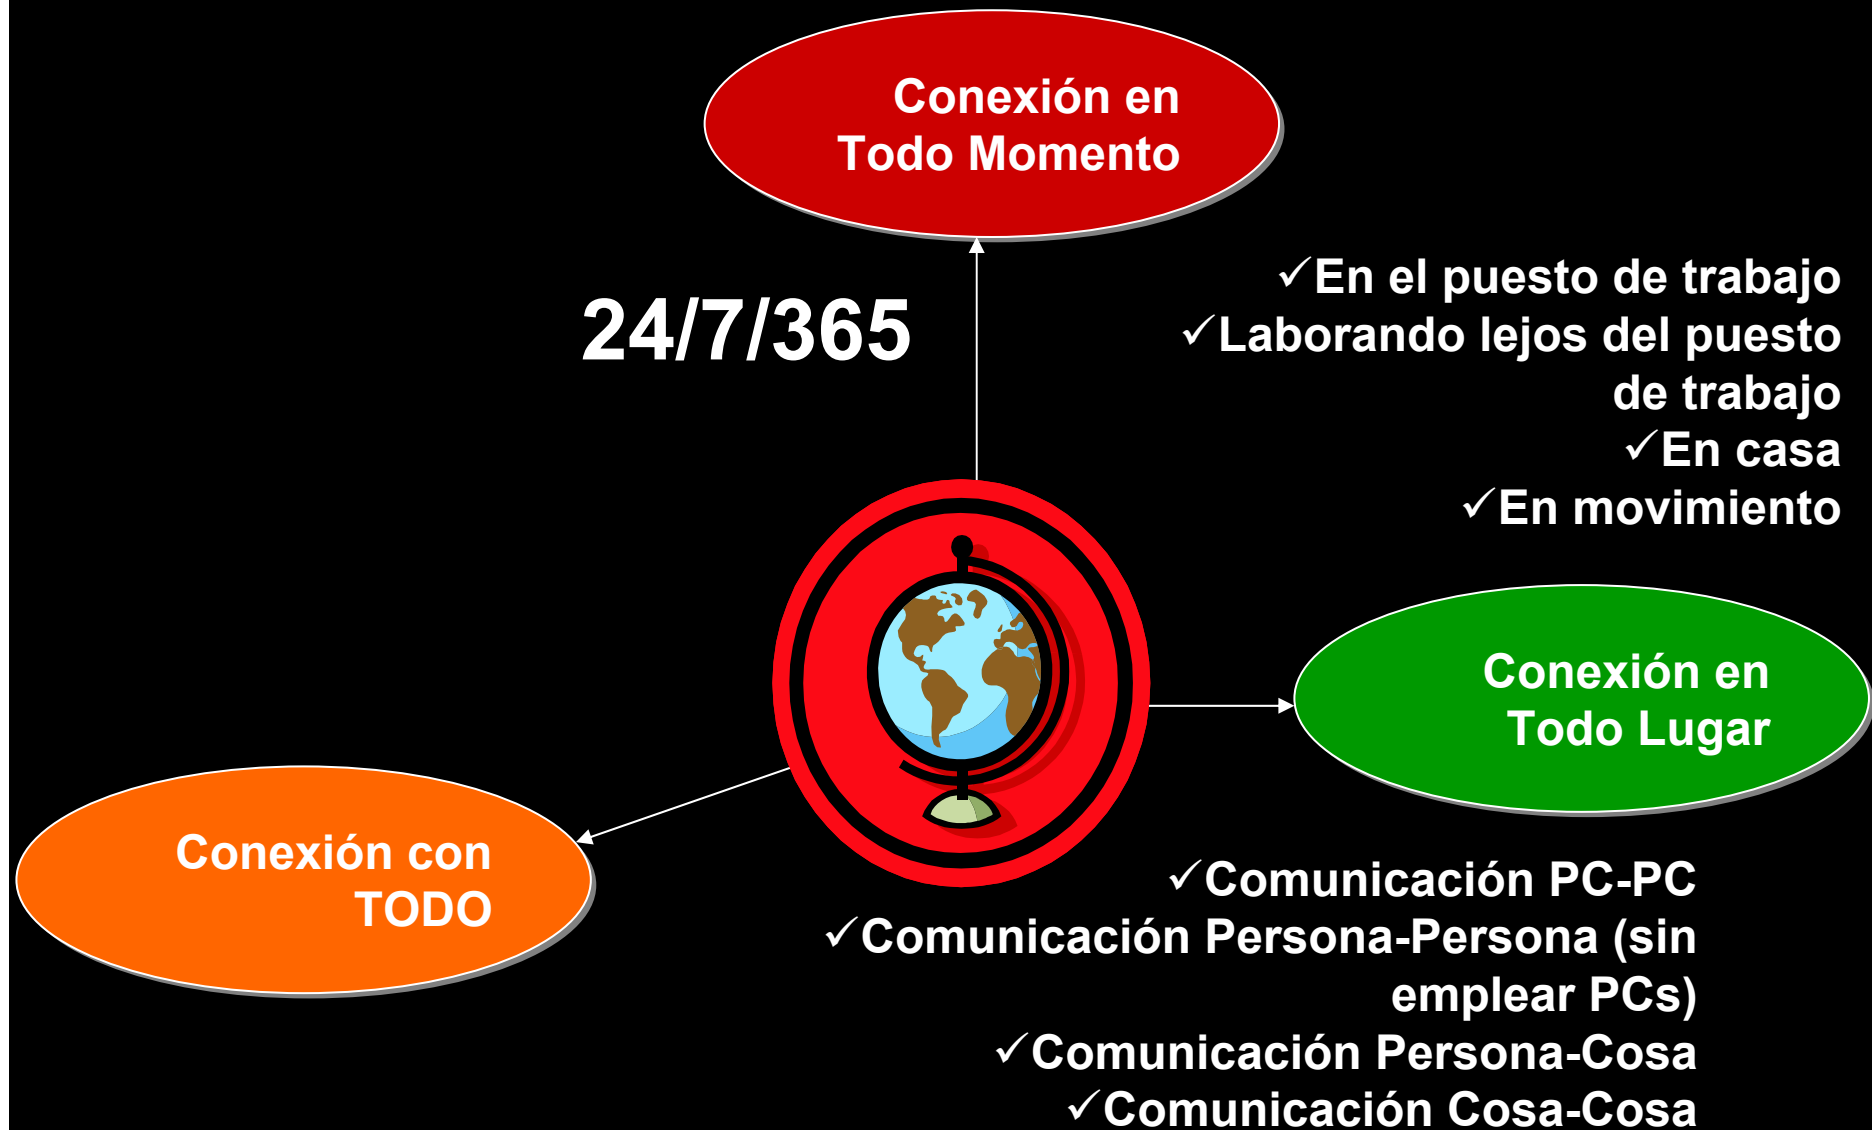 Conexión en
Todo Momento
24/7/365
✓En el puesto de trabajo
✓Laborando lejos del puesto
de trabajo
✓En casa
✓En movimiento
Conexión en
Todo Lugar
Conexión con
TODO
✓Comunicación PC-PC
✓Comunicación Persona-Persona (sin
emplear PCs)
✓Comunicación Persona-Cosa
✓Comunicación Cosa-Cosa